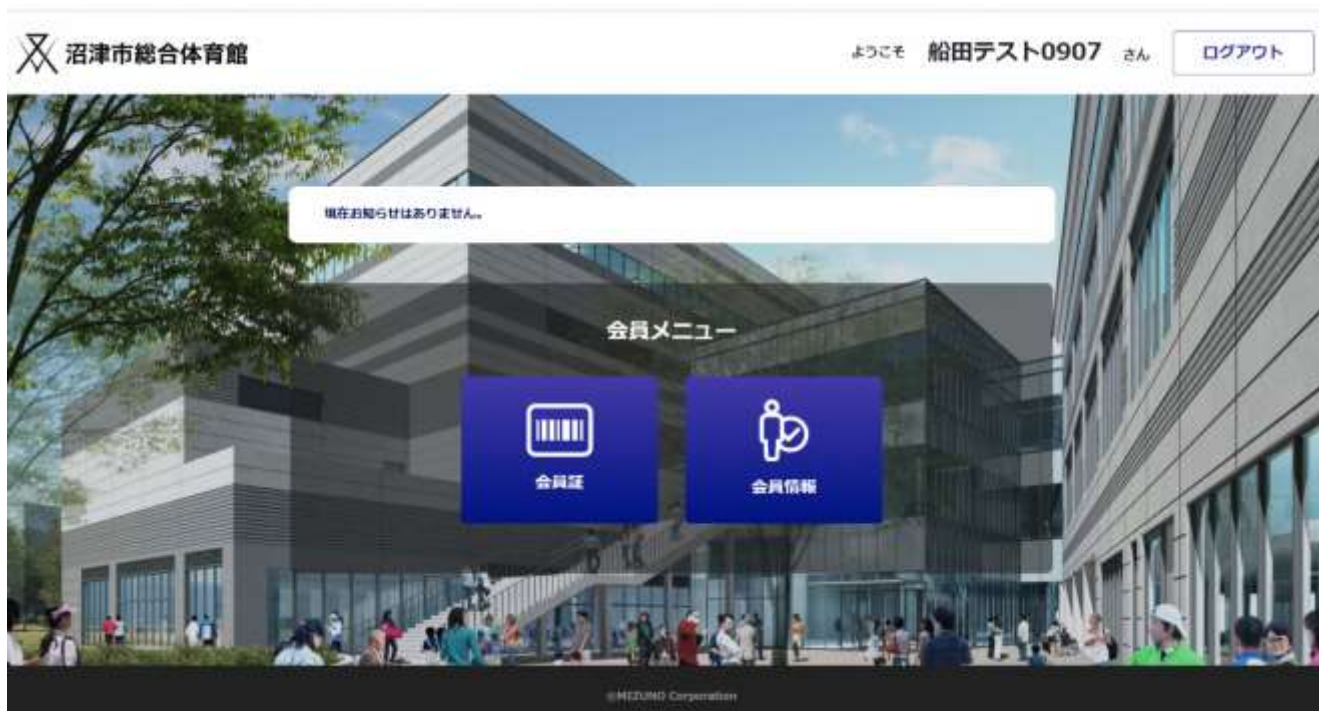 沼津市総合体育館
ようこそ 船田テスト0907 さん ログアウト
現在お知らせはありません。
会員メニュー
会員証 会員情報
©MIZUNO Corporation